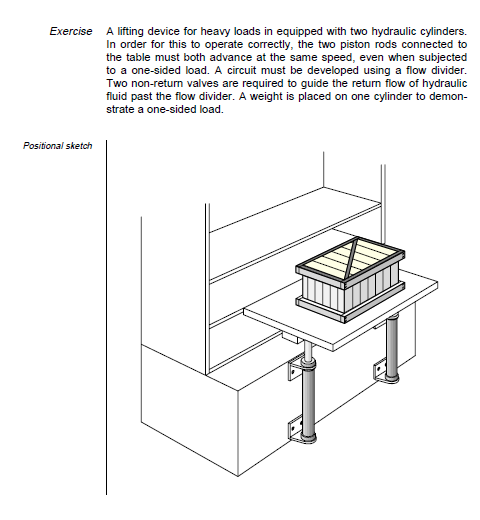 Exercise A lifting device for heavy loads in equipped with two hydraulic cylinders.
In order for this to operate correctly, the two piston rods connected to
the table must both advance at the same speed, even when subjected
to a one-sided load. A circuit must be developed using a flow divider.
Two non-return valves are required to guide the return flow of hydraulic
fluid past the flow divider. A weight is placed on one cylinder to demon-
strate a one-sided load.
Positional sketch